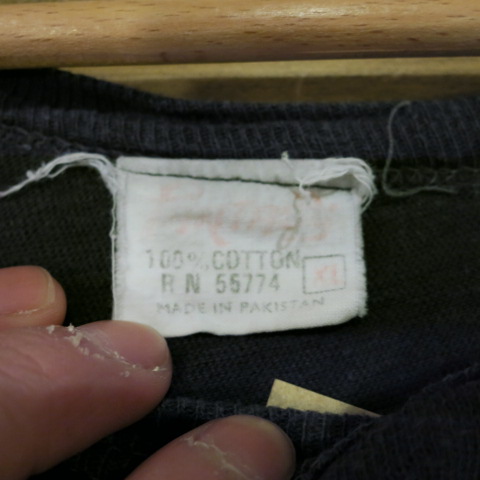 100% COTTON
R N 55774 XL
MADE IN PAKISTAN